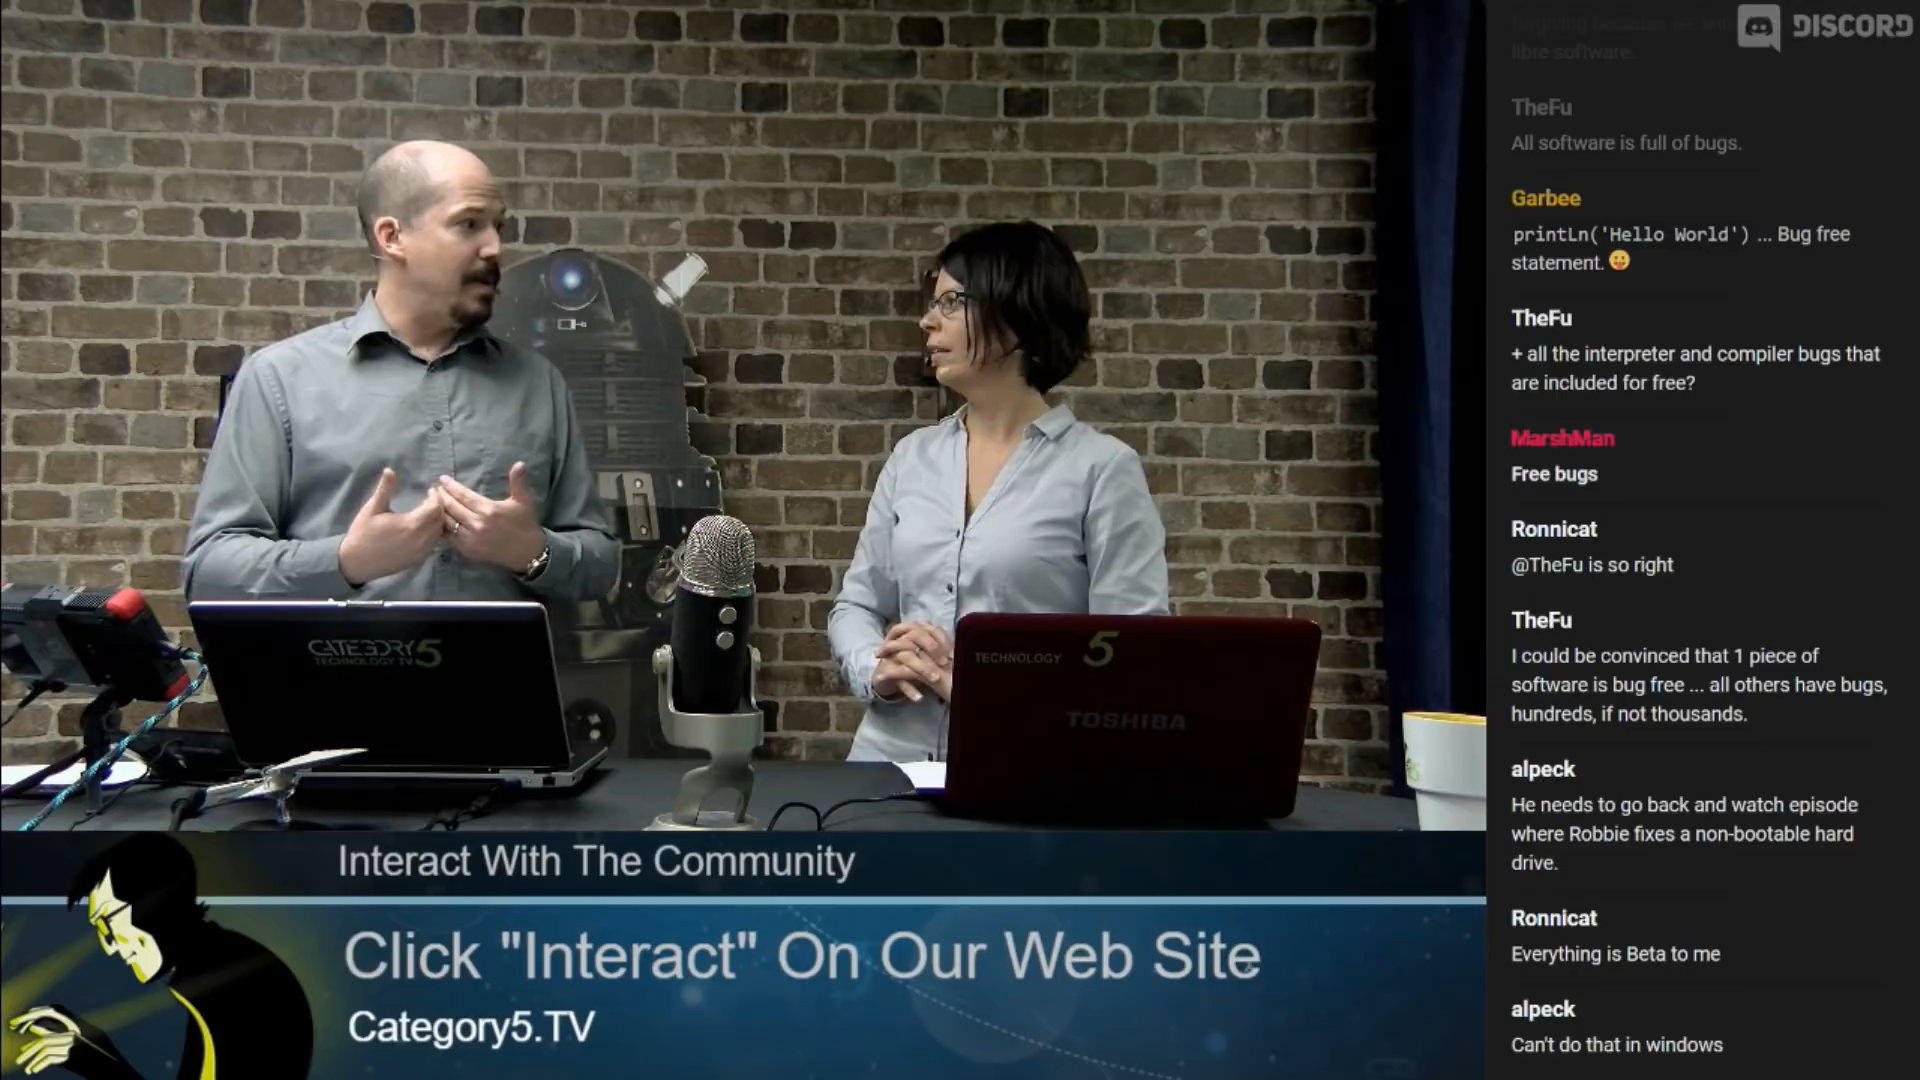 CATEGORY5
TECHNOLOGY TV
TECHNOLOGY 5
TOSHIBA
Interact With The Community
Click "Interact" On Our Web Site
Category5.TV
DISCORD
libre software.
TheFu
All software is full of bugs.
Garbee
printLn('Hello World') ... Bug free
statement.
TheFu
+ all the interpreter and compiler bugs that
are included for free?
MarshMan
Free bugs
Ronnicat
@TheFu is so right
TheFu
I could be convinced that 1 piece of
software is bug free ... all others have bugs,
hundreds, if not thousands.
alpeck
He needs to go back and watch episode
where Robbie fixes a non-bootable hard
drive.
Ronnicat
Everything is Beta to me
alpeck
Can't do that in windows